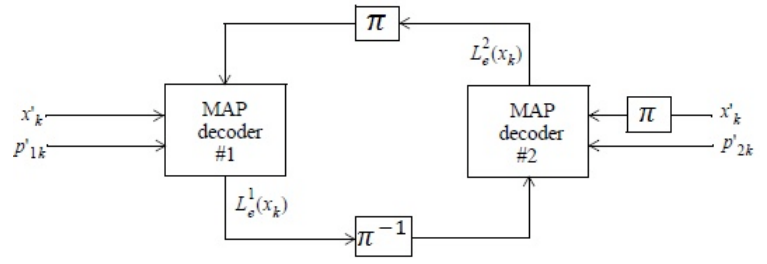 π
L²ₑ(xₖ)
MAP
decoder
#1
MAP
decoder
#2
x'ₖ
p'₁ₖ
π
x'ₖ
p'₂ₖ
L¹ₑ(xₖ)
π⁻¹